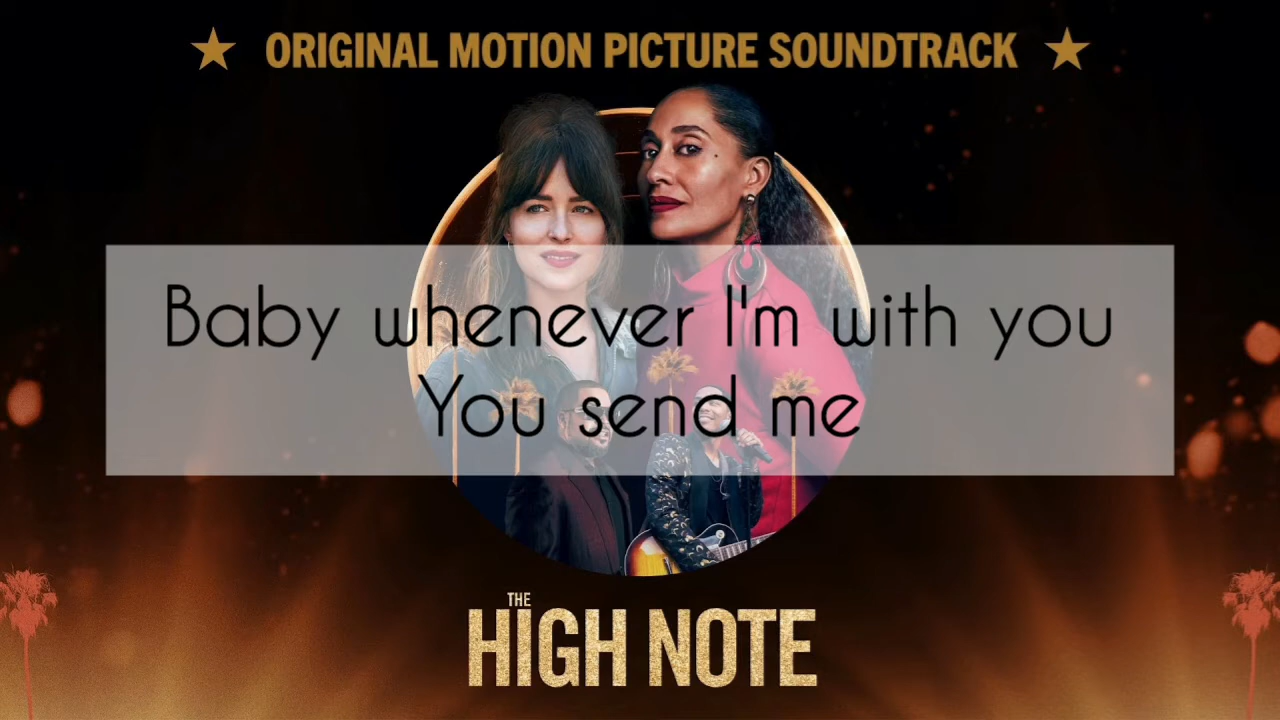 ★ ORIGINAL MOTION PICTURE SOUNDTRACK ★
Baby whenever I'm with you
You send me
THE
HIGH NOTE